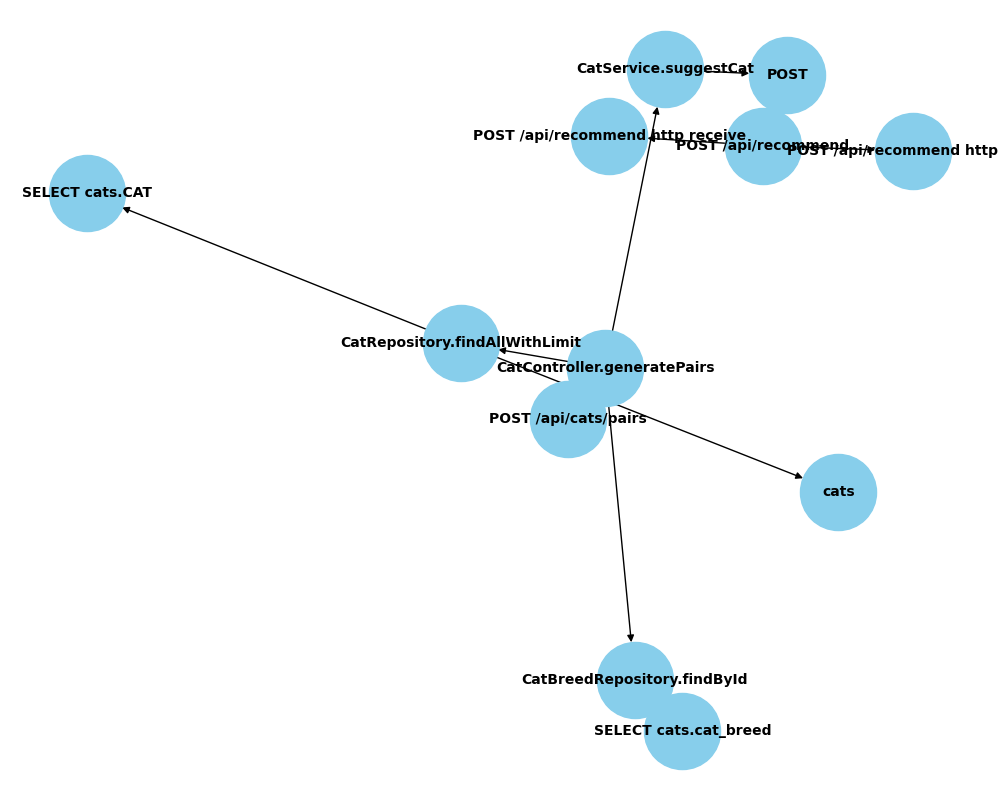 CatService.suggestCat
POST
POST /api/recommend http receive
POST /api/recommend
POST /api/recommend http
SELECT cats.CAT
CatRepository.findAllWithLimit
CatController.generatePairs
POST /api/cats/pairs
cats
CatBreedRepository.findById
SELECT cats.cat_breed